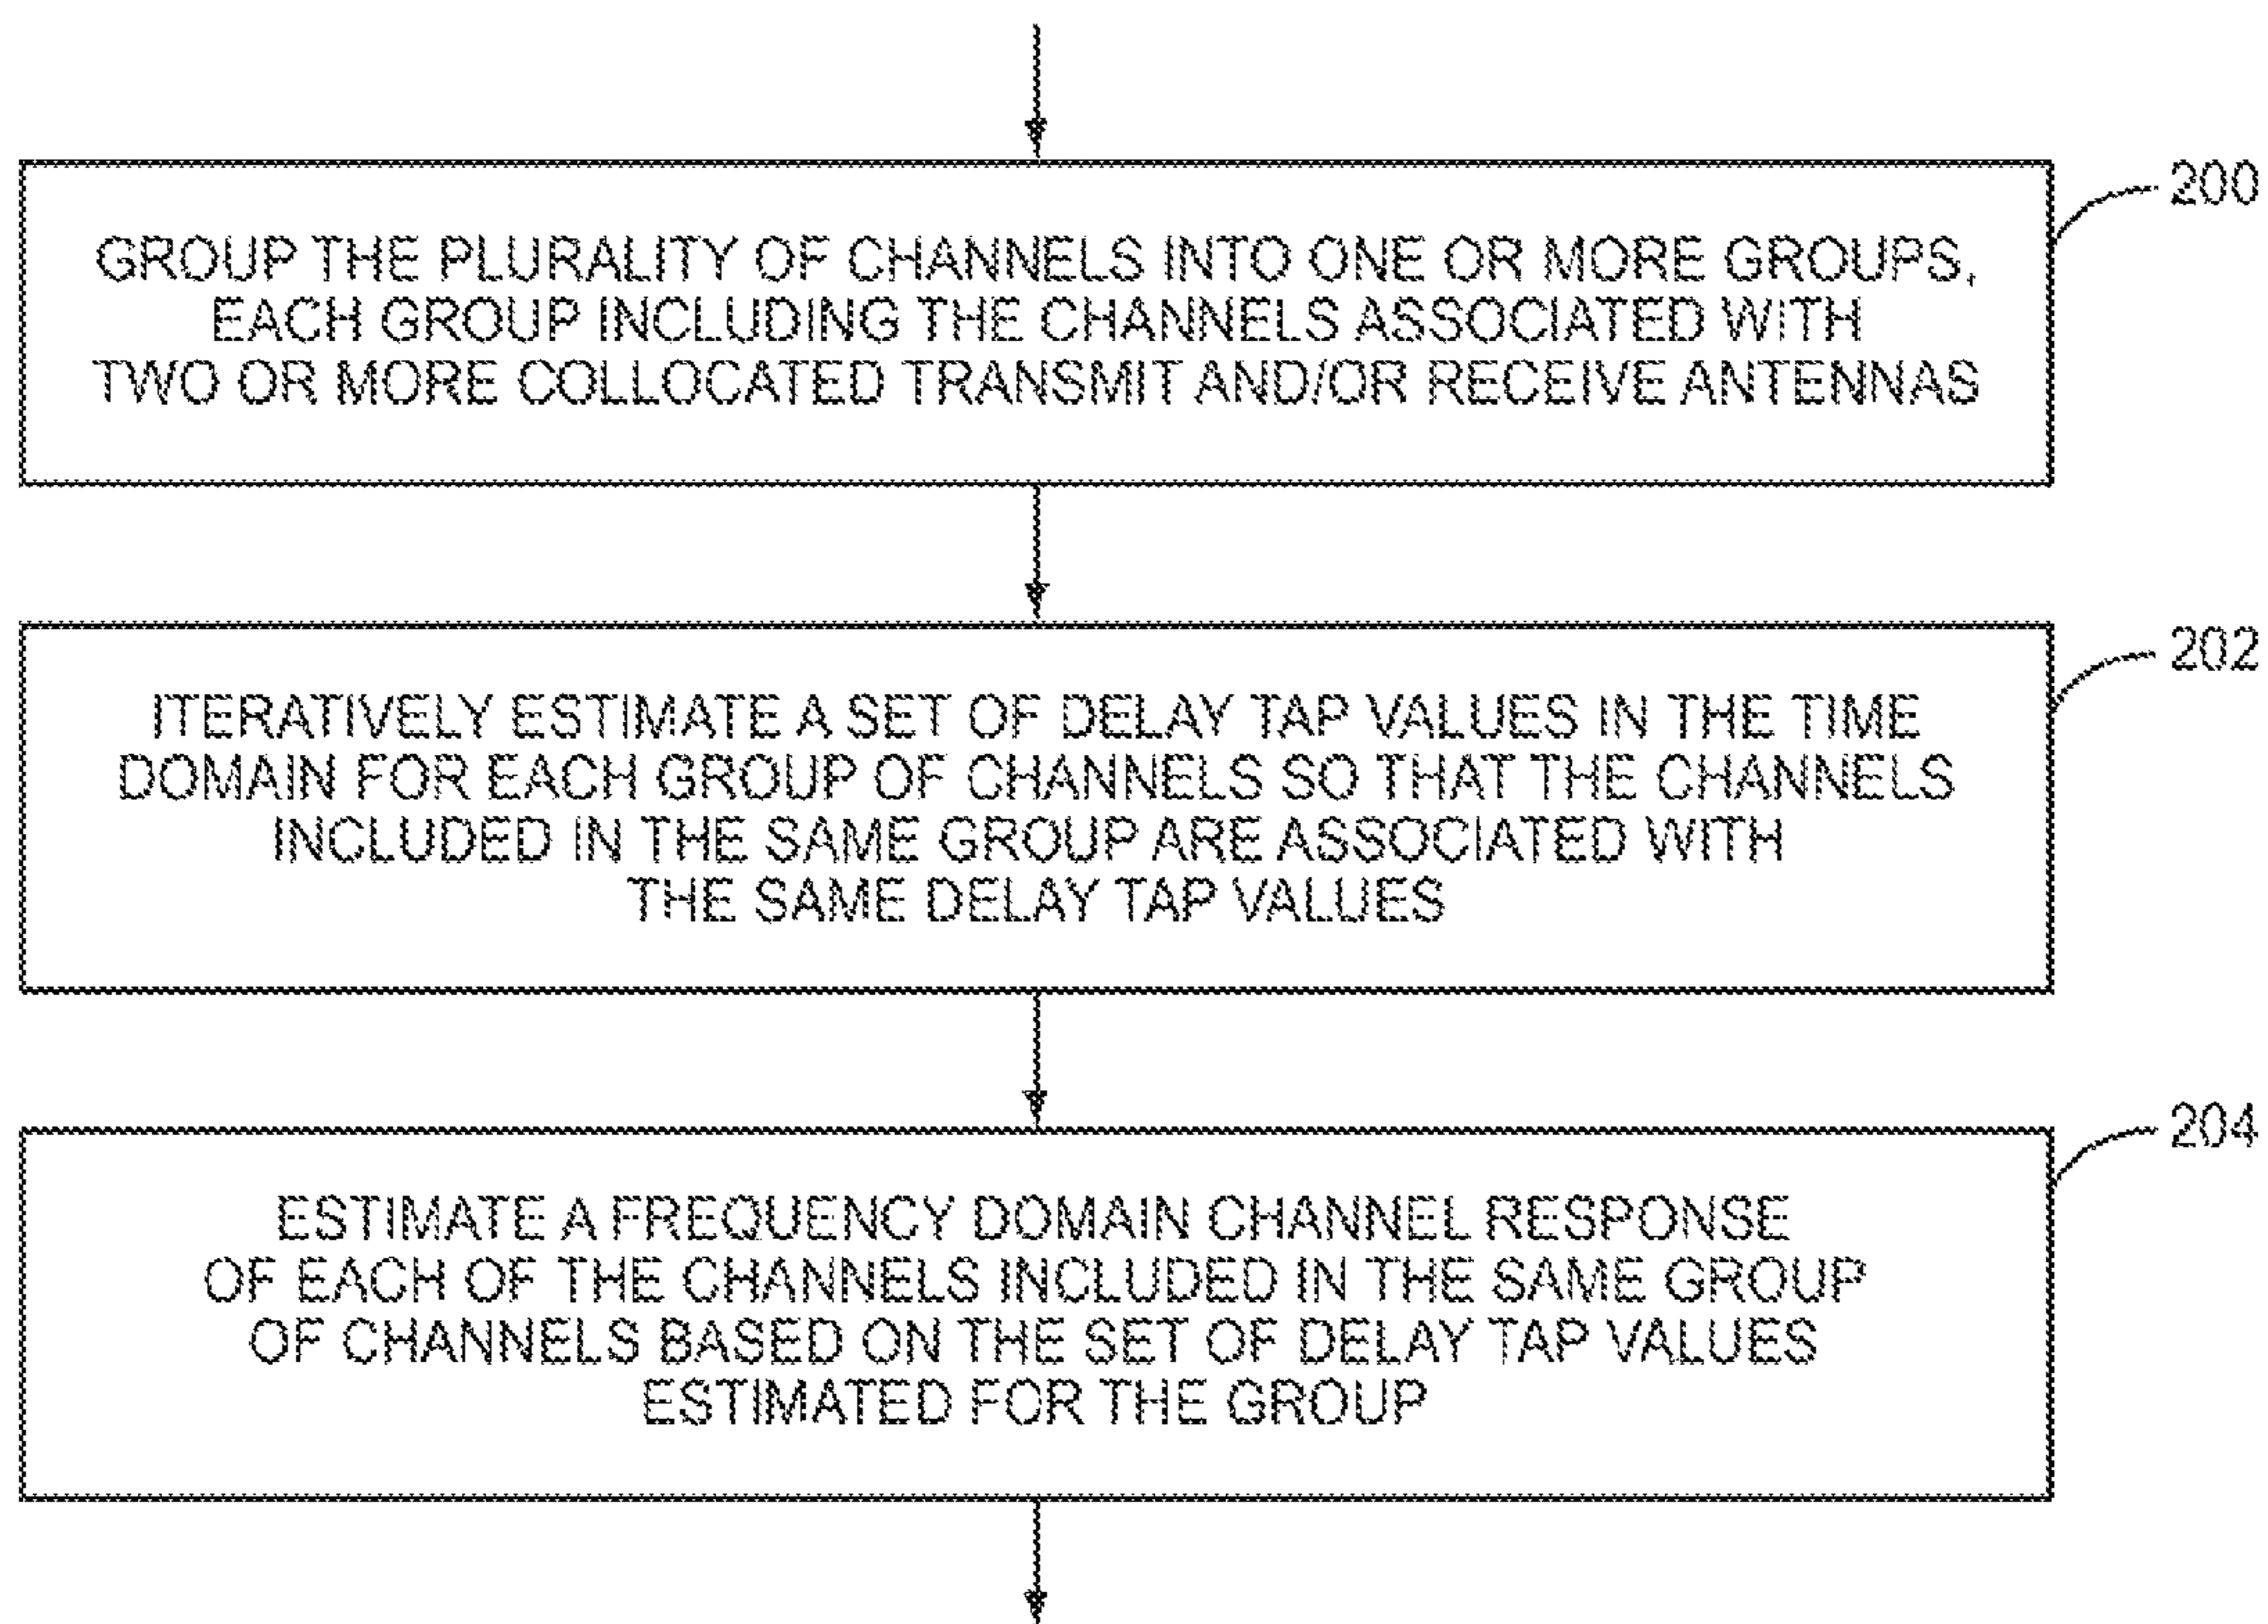 200
GROUP THE PLURALITY OF CHANNELS INTO ONE OR MORE GROUPS,
EACH GROUP INCLUDING THE CHANNELS ASSOCIATED WITH
TWO OR MORE COLLOCATED TRANSMIT AND/OR RECEIVE ANTENNAS
202
ITERATIVELY ESTIMATE A SET OF DELAY TAP VALUES IN THE TIME
DOMAIN FOR EACH GROUP OF CHANNELS SO THAT THE CHANNELS
INCLUDED IN THE SAME GROUP ARE ASSOCIATED WITH
THE SAME DELAY TAP VALUES
204
ESTIMATE A FREQUENCY DOMAIN CHANNEL RESPONSE
OF EACH OF THE CHANNELS INCLUDED IN THE SAME GROUP
OF CHANNELS BASED ON THE SET OF DELAY TAP VALUES
ESTIMATED FOR THE GROUP